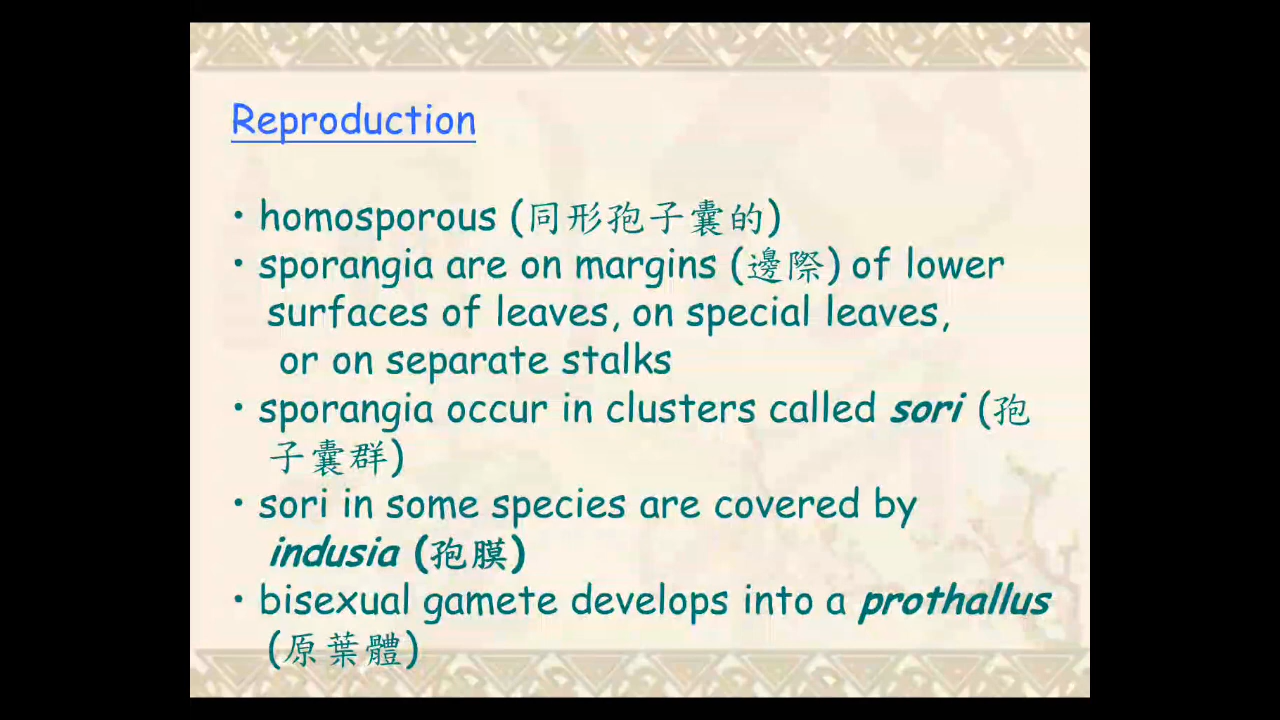 Reproduction
• homosporous (同形孢子囊的)
• sporangia are on margins (邊際) of lower
surfaces of leaves, on special leaves,
or on separate stalks
• sporangia occur in clusters called sori (孢
子囊群)
• sori in some species are covered by
indusia (孢膜)
• bisexual gamete develops into a prothallus
(原葉體)